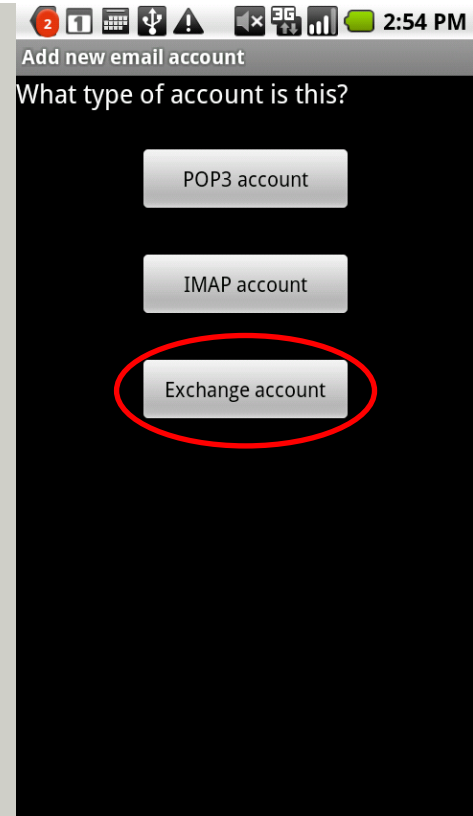 2 1 3G 2:54 PM
Add new email account
What type of account is this?
POP3 account
IMAP account
Exchange account